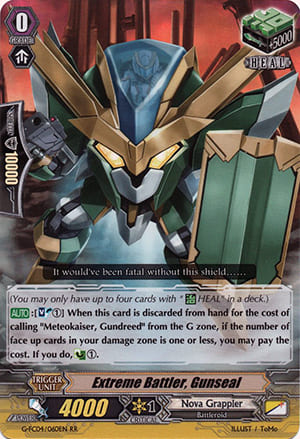 0
GRADE
+5000
HEAL
10000
SHIELD
It would've been fatal without this shield......
(You may only have up to four cards with " HEAL" in a deck.)
AUTO : [V 1] When this card is discarded from hand for the cost of
calling "Meteokaiser, Gundreed" from the G zone, if the number of
face up cards in your damage zone is one or less, you may pay the
cost. If you do, 1.
TRIGGER
UNIT
Extreme Battler, Gunseal
POWER
4000
1
CRITICAL
Nova Grappler
Battleroid
G-FC04/060EN RR
ILLUST / ToMo